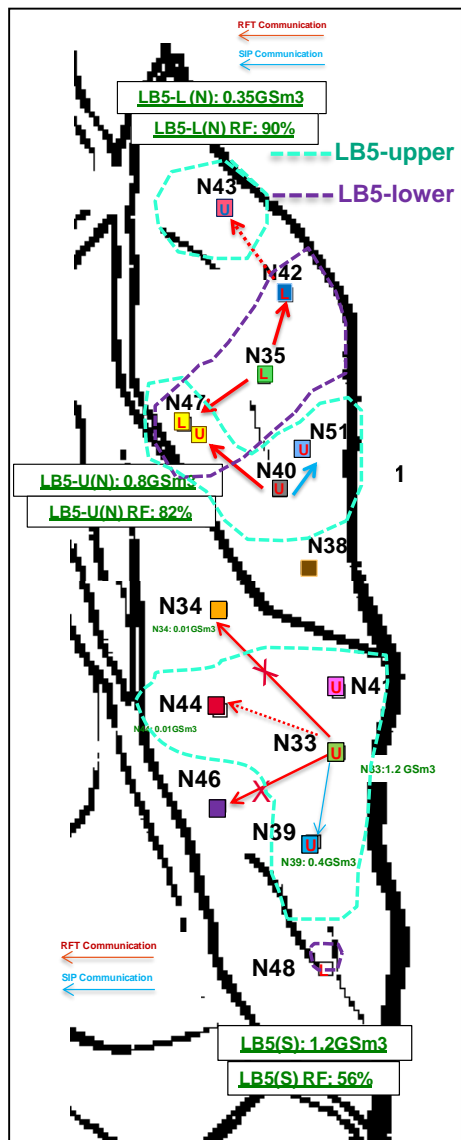 RFT Communication
SIP Communication
LB5-L (N): 0.35GSm3
LB5-L(N) RF: 90%
LB5-upper
LB5-lower
N43
U
N42
L
N35
L
N47
L
U
N51
U
N40
U
1
LB5-U(N): 0.8GSm3
LB5-U(N) RF: 82%
N38
N34
N34: 0.01GSm3
X
N4
U
N44
0.01GSm3
N33
U
N33:1.2 GSm3
N46
X
N39
U
N39: 0.4GSm3
N48
L
RFT Communication
SIP Communication
LB5(S): 1.2GSm3
LB5(S) RF: 56%